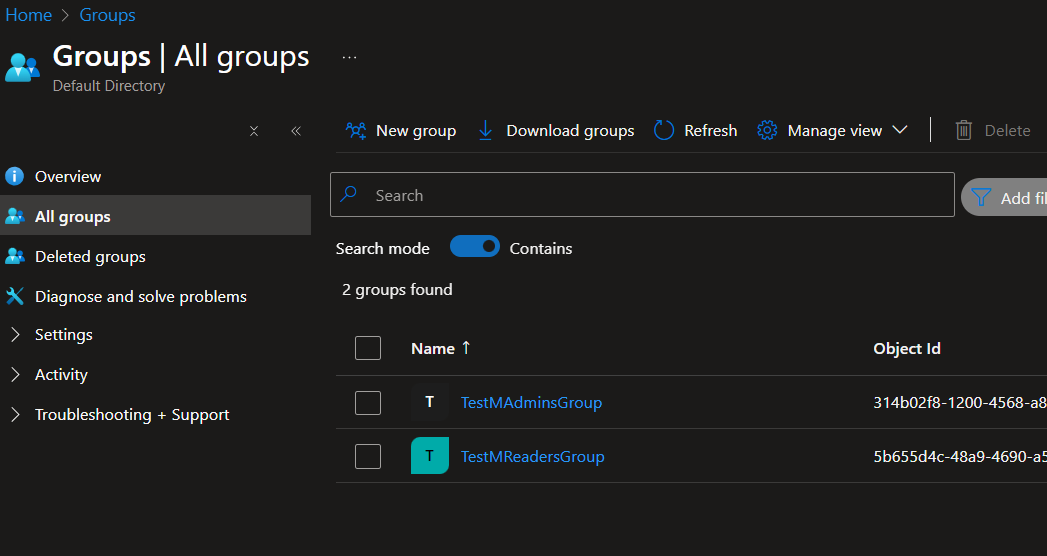 Home > Groups
Groups | All groups ...
Default Directory
New group Download groups Refresh Manage view Delete
Overview
All groups
Deleted groups
Diagnose and solve problems
Settings
Activity
Troubleshooting + Support
Search
Add fil
Search mode Contains
2 groups found
Name ↑ Object Id
T TestMAdminsGroup 314b02f8-1200-4568-a8
T TestMReadersGroup 5b655d4c-48a9-4690-a5